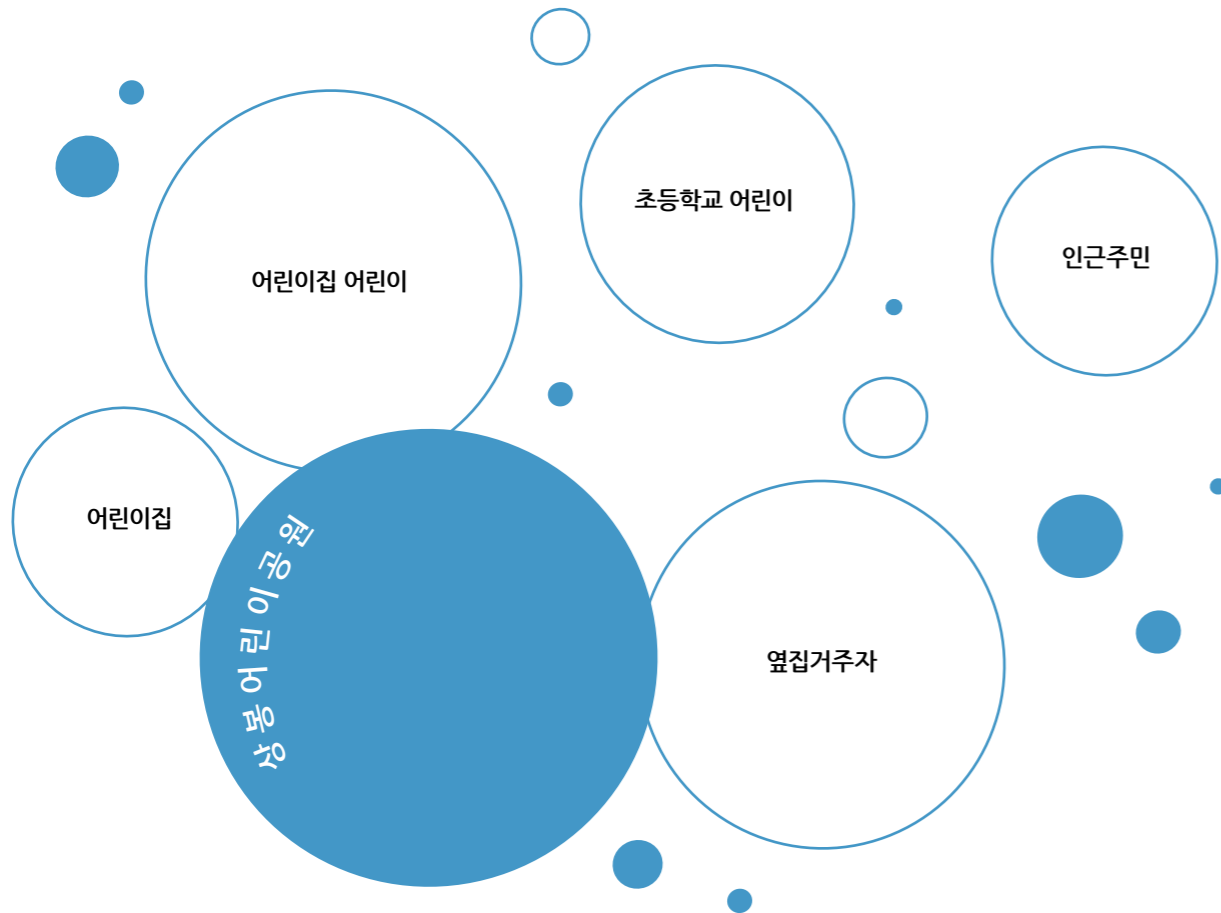 초등학교 어린이
인근주민
어린이집 어린이
어린이집
상봉어린이공원
옆집거주자